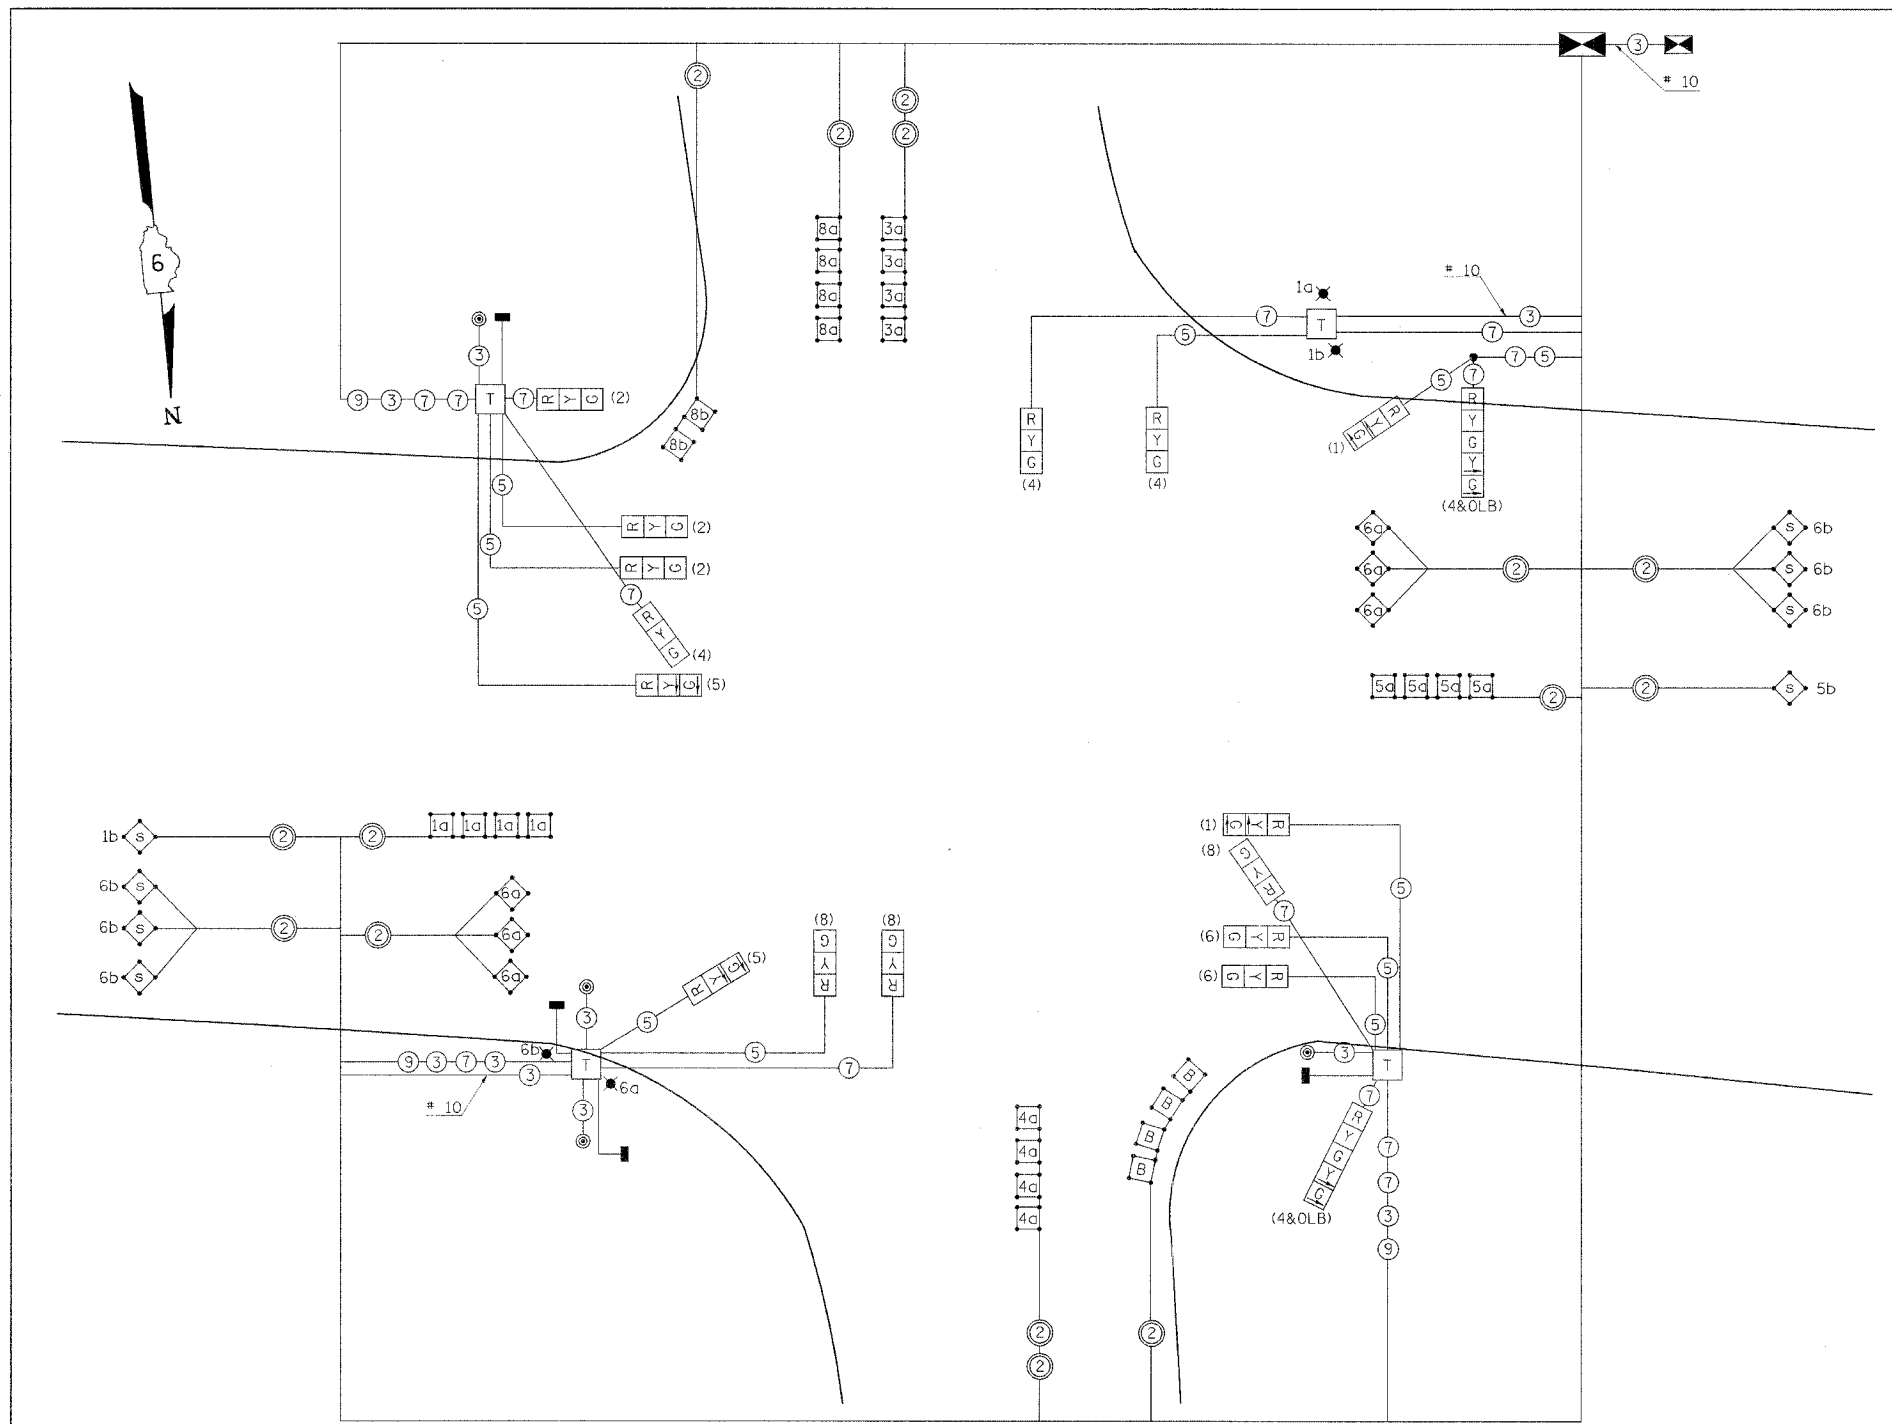 2
3
# 10
2
2
2
6
N
8a
3a
8a
3a
8a
3a
8a
3a
3
9 3 7 7 T 7 R Y G (2)
8b
8b
5
R Y G (2)
5
R Y G (2)
7
5
R Y G (4)
R Y G (5)
# 10
1a
7 T 3
5 7
1b
7 5
5 7
R Y G (1)
R Y G Y G
(4&OLB)
R Y G
(4)
R Y G
(4)
6a S 6b
6a 2 2 S 6b
6a S 6b
5a 5a 5a 5a 2 2 S 5b
1b S 2 2 1a 1a 1a 1a
6b S 6a
6b S 2 2 6a
6b S 6a
(8)
G Y R
(8)
G Y R
R Y G (5)
3
5
6b
9 3 7 3 T 5
3 7
# 10
6a
3
(1) G Y R
(8) G Y R
5
7
(6) G Y R
(6) G Y R
5
5
3 T
7
R Y G Y G
(4&OLB)
7
7
3
9
B
B
B
B
4a
4a
4a
4a
2
2
2